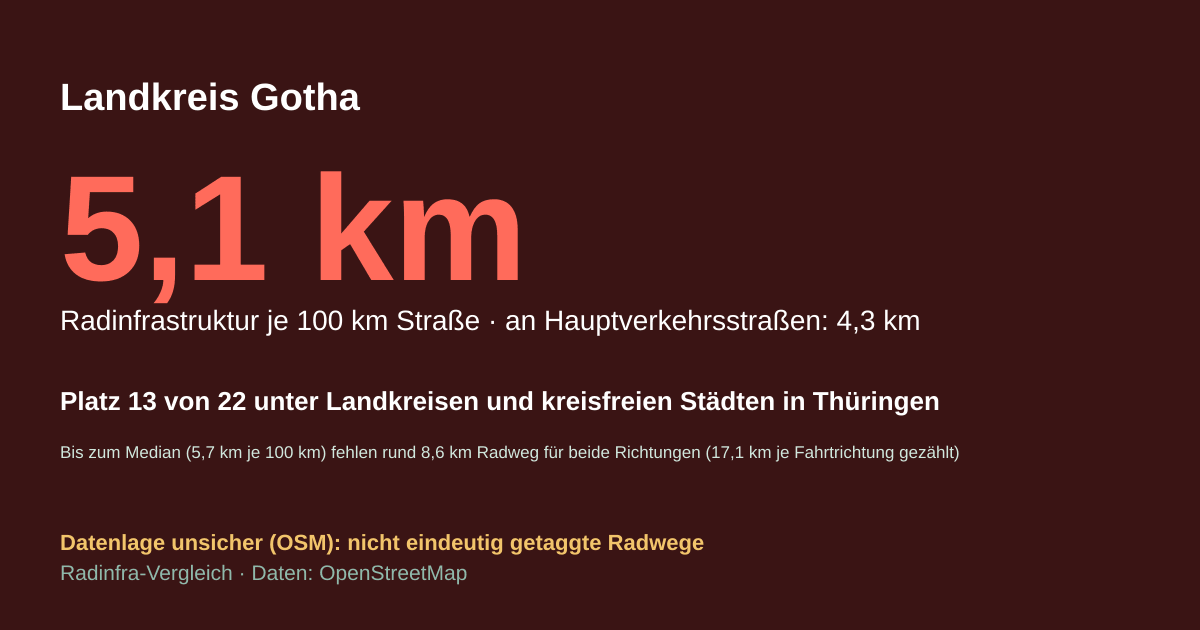 Landkreis Gotha
5,1 km
Radinfrastruktur je 100 km Straße · an Hauptverkehrsstraßen: 4,3 km
Platz 13 von 22 unter Landkreisen und kreisfreien Städten in Thüringen
Bis zum Median (5,7 km je 100 km) fehlen rund 8,6 km Radweg für beide Richtungen (17,1 km je Fahrtrichtung gezählt)
Datenlage unsicher (OSM): nicht eindeutig getaggte Radwege
Radinfra-Vergleich · Daten: OpenStreetMap